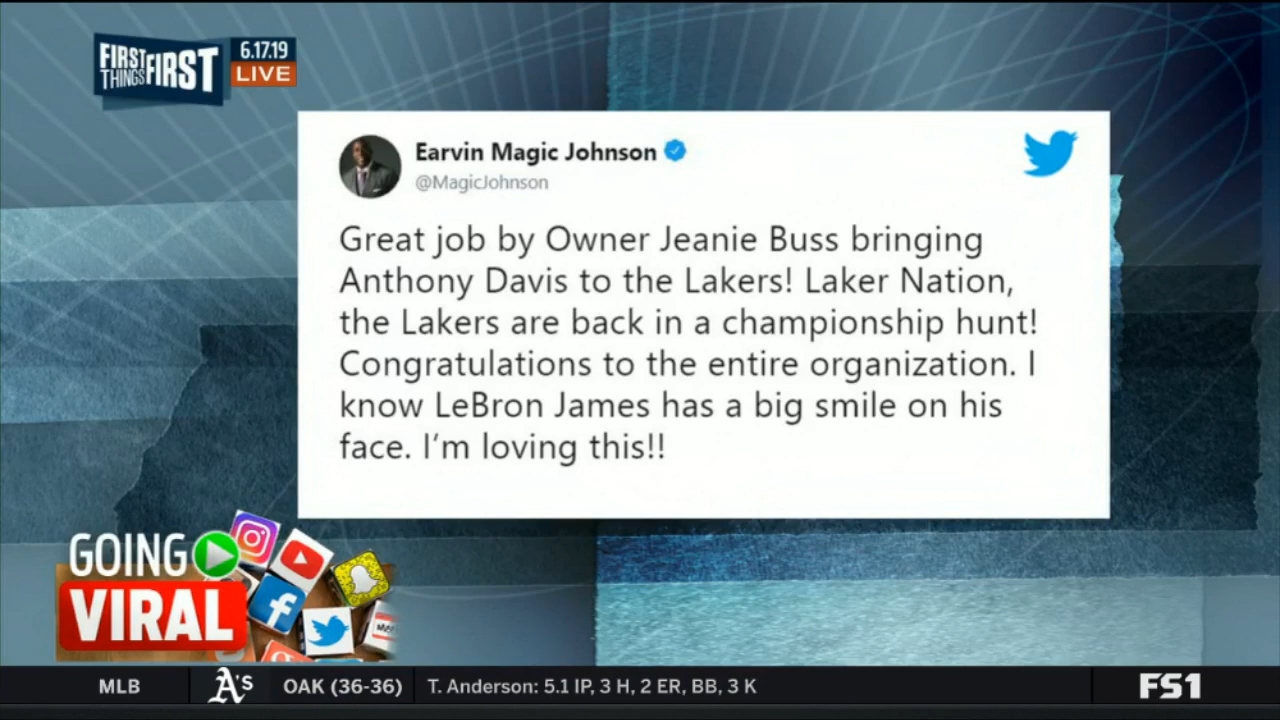 FIRST
THINGS FIRST
6.17.19
LIVE
Earvin Magic Johnson
@MagicJohnson
Great job by Owner Jeanie Buss bringing
Anthony Davis to the Lakers! Laker Nation,
the Lakers are back in a championship hunt!
Congratulations to the entire organization. I
know LeBron James has a big smile on his
face. I'm loving this!!
GOING
VIRAL
MLB A's OAK (36-36) T. Anderson: 5.1 IP, 3 H, 2 ER, BB, 3 K FS1